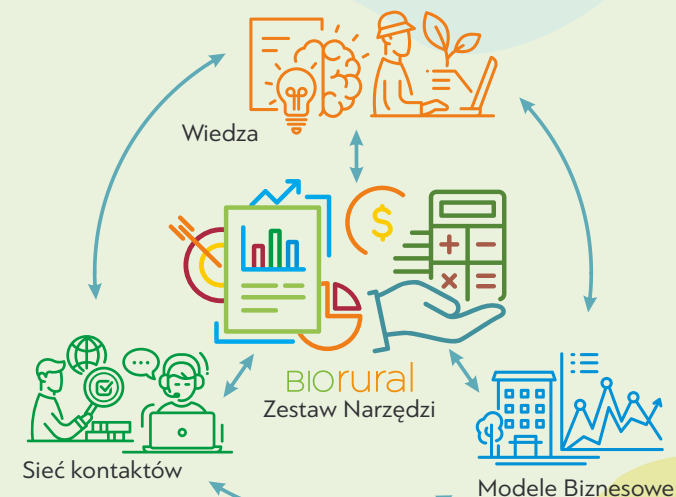 Wiedza
$
BIOrural
Zestaw Narzędzi
Sieć kontaktów
Modele Biznesowe